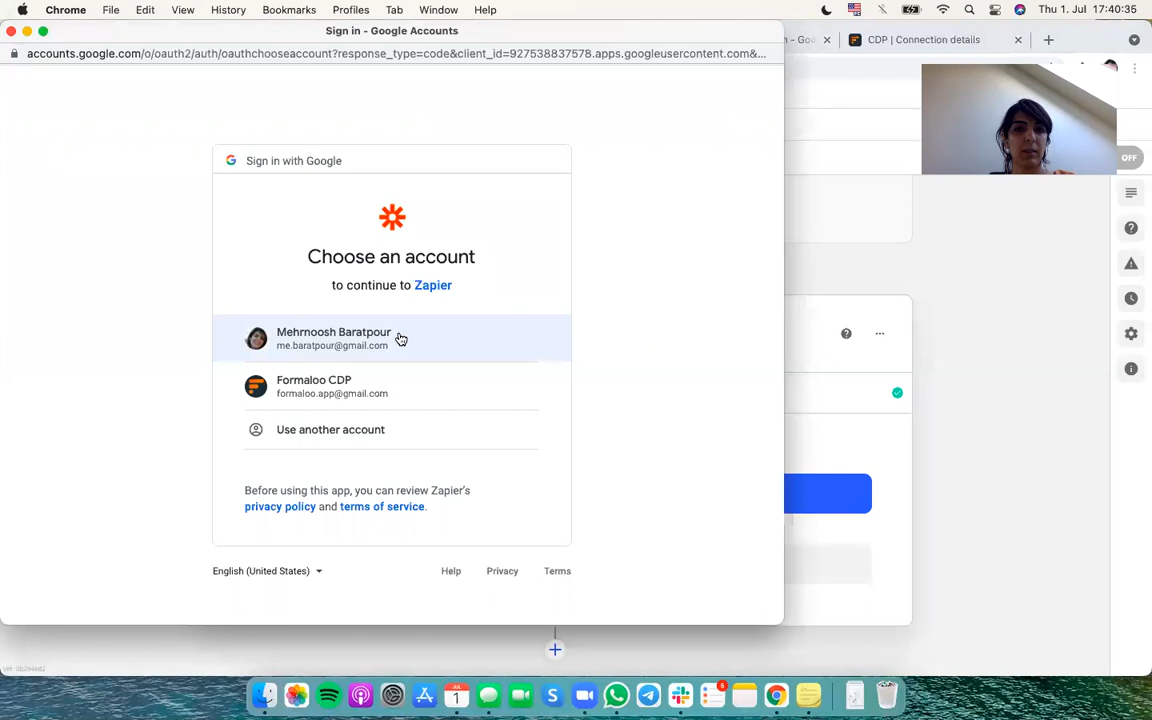 Chrome File Edit View History Bookmarks Profiles Tab Window Help Thu 1. Jul 17:40:35
Sign in - Google Accounts
CDP | Connection details
accounts.google.com/o/oauth2/auth/oauthchooseaccount?response_type=code&client_id=927538837578.apps.googleusercontent.com&...
Sign in with Google
OFF
Choose an account
to continue to Zapier
Mehrnoosh Baratpour
me.baratpour@gmail.com
Formaloo CDP
formaloo.app@gmail.com
Use another account
Before using this app, you can review Zapier's
privacy policy and terms of service.
English (United States) Help Privacy Terms
JUL
1
5